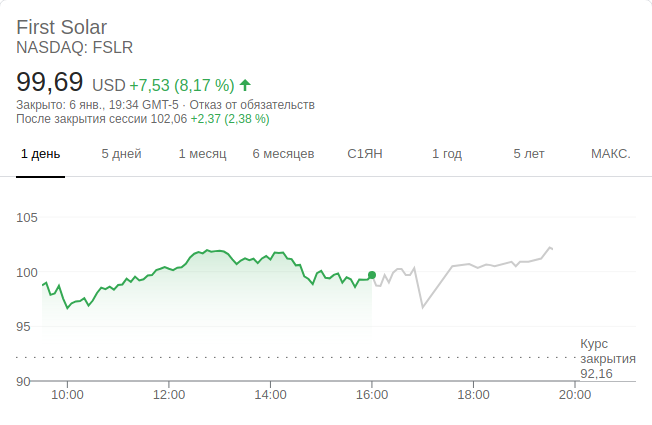 First Solar
NASDAQ: FSLR
99,69 USD +7,53 (8,17 %)
Закрыто: 6 янв., 19:34 GMT-5 · Отказ от обязательств
После закрытия сессии 102,06 +2,37 (2,38 %)
1 день 5 дней 1 месяц 6 месяцев С1ЯН 1 год 5 лет МАКС.
105
100
95
Курс
закрытия
92,16
90
10:00 12:00 14:00 16:00 18:00 20:00